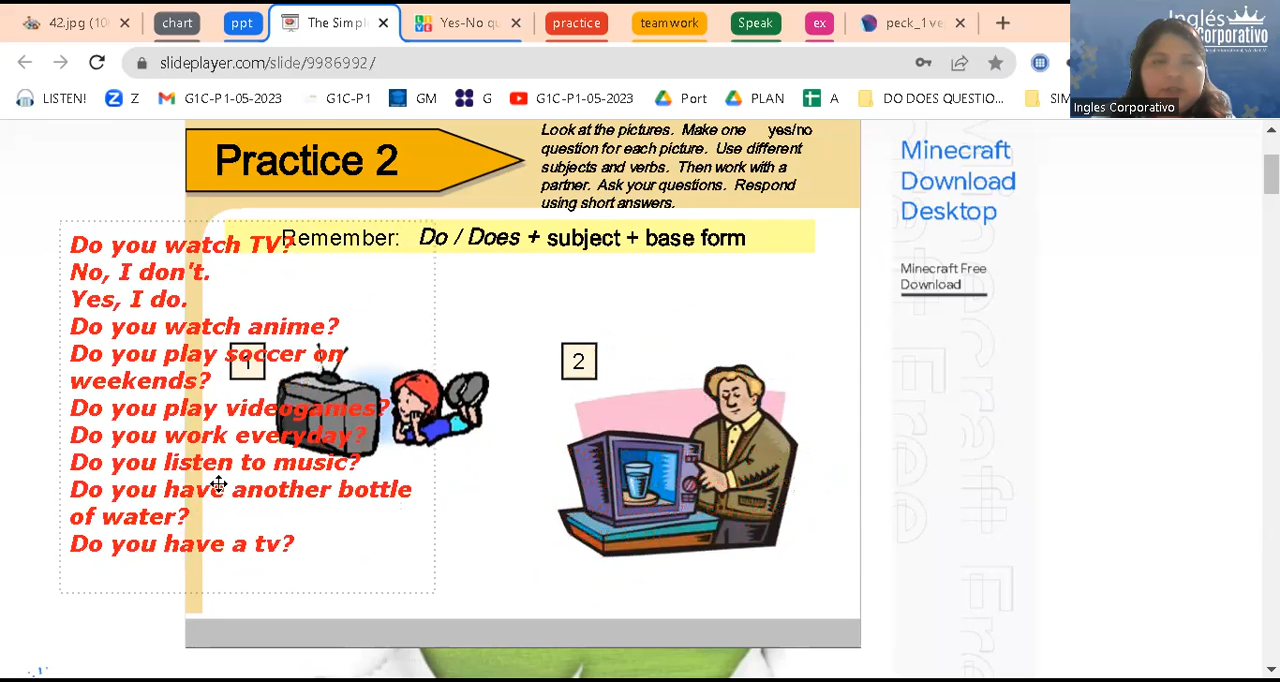 42.jpg (10
chart
ppt
The Simpl
Yes-No qu
practice
teamwork
Speak
ex
peck_1 ve
slideplayer.com/slide/9986992/
LISTEN!
Z
G1C-P1-05-2023
G1C-P1
GM
G
G1C-P1-05-2023
Port
PLAN
A
DO DOES QUESTIO...
SIM
Inglés
Corporativo
Ingles Corporativo
Practice 2
Look at the pictures. Make one yes/no
question for each picture. Use different
subjects and verbs. Then work with a
partner. Ask your questions. Respond
using short answers.
Remember: Do / Does + subject + base form
Do you watch TV?
No, I don't.
Yes, I do.
Do you watch anime?
Do you play soccer on
weekends?
Do you play videogames?
Do you work everyday?
Do you listen to music?
Do you have another bottle
of water?
Do you have a tv?
1
2
Minecraft
Download
Desktop
Minecraft Free
Download